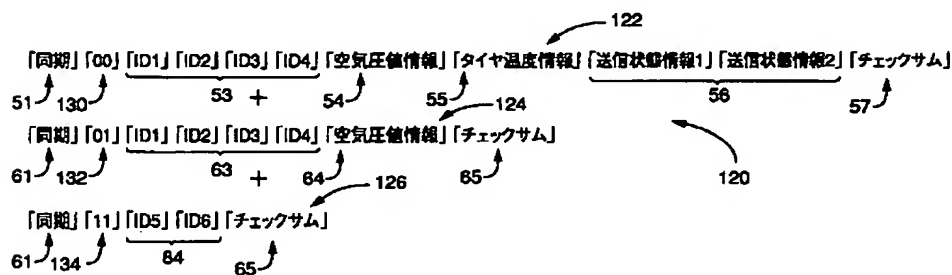 122
「同期」「00」「ID1」「ID2」「ID3」「ID4」「空気圧値情報」「タイヤ温度情報」「送信状態情報1」「送信状態情報2」「チェックサム」
51 130 53 + 54 55 56 57
124
「同期」「01」「ID1」「ID2」「ID3」「ID4」「空気圧値情報」「チェックサム」
61 132 63 + 64 65 120
126
「同期」「11」「ID5」「ID6」「チェックサム」
61 134 84 65